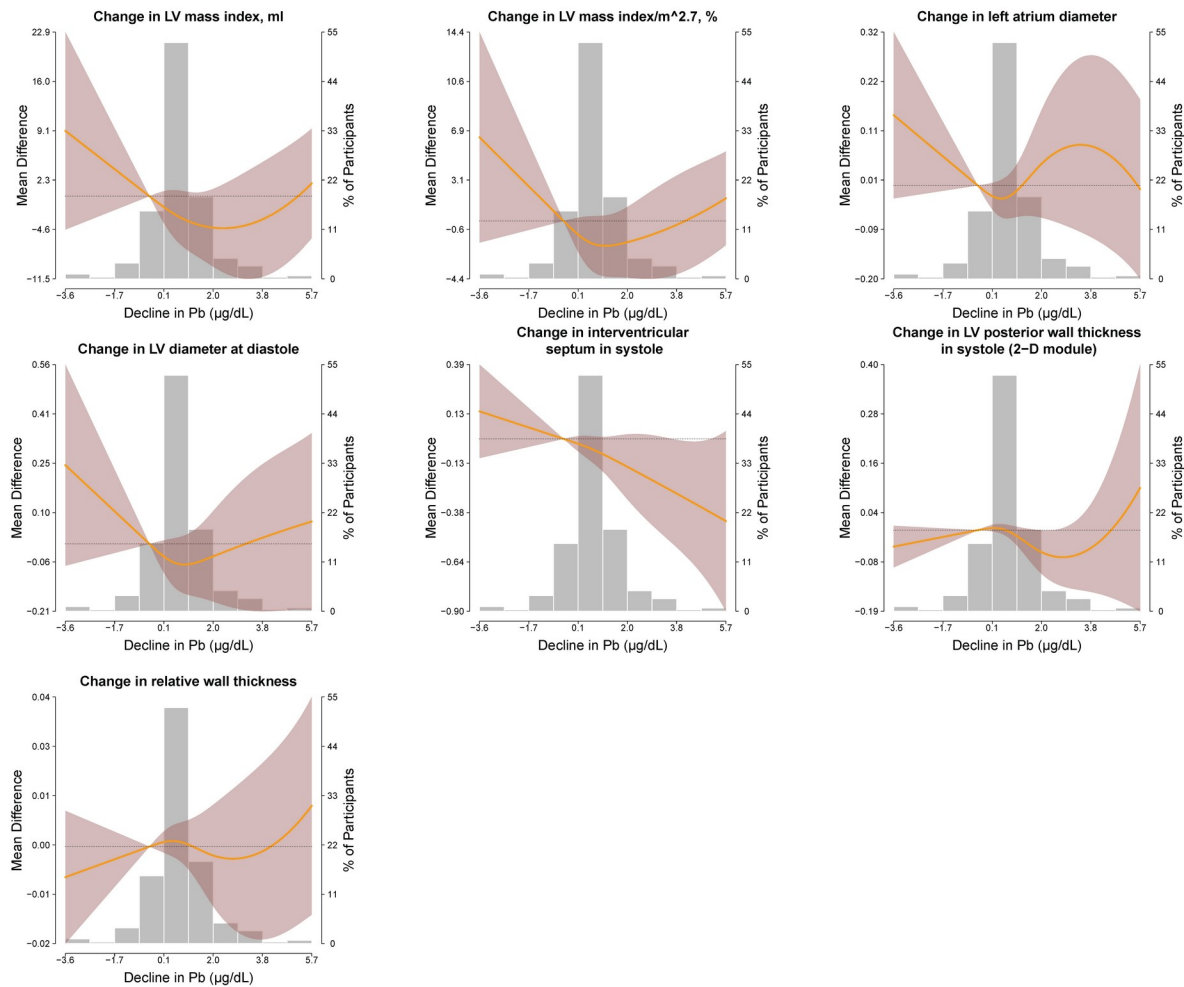 Change in LV mass index, ml
22.9
16.0
9.1
2.3
−4.6
−11.5
Mean Difference
55
44
33
22
11
0
% of Participants
−3.6 −1.7 0.1 2.0 3.8 5.7
Decline in Pb (µg/dL)
Change in LV mass index/m^2.7, %
14.4
10.6
6.9
3.1
−0.6
−4.4
Mean Difference
55
44
33
22
11
0
% of Participants
−3.6 −1.7 0.1 2.0 3.8 5.7
Decline in Pb (µg/dL)
Change in left atrium diameter
0.32
0.22
0.11
0.01
−0.09
−0.20
Mean Difference
55
44
33
22
11
0
% of Participants
−3.6 −1.7 0.1 2.0 3.8 5.7
Decline in Pb (µg/dL)
Change in LV diameter at diastole
0.56
0.41
0.25
0.10
−0.06
−0.21
Mean Difference
55
44
33
22
11
0
% of Participants
−3.6 −1.7 0.1 2.0 3.8 5.7
Decline in Pb (µg/dL)
Change in interventricular
septum in systole
0.39
0.13
−0.13
−0.38
−0.64
−0.90
Mean Difference
55
44
33
22
11
0
% of Participants
−3.6 −1.7 0.1 2.0 3.8 5.7
Decline in Pb (µg/dL)
Change in LV posterior wall thickness
in systole (2−D module)
0.40
0.28
0.16
0.04
−0.08
−0.19
Mean Difference
55
44
33
22
11
0
% of Participants
−3.6 −1.7 0.1 2.0 3.8 5.7
Decline in Pb (µg/dL)
Change in relative wall thickness
0.04
0.03
0.01
0.00
−0.01
−0.02
Mean Difference
55
44
33
22
11
0
% of Participants
−3.6 −1.7 0.1 2.0 3.8 5.7
Decline in Pb (µg/dL)